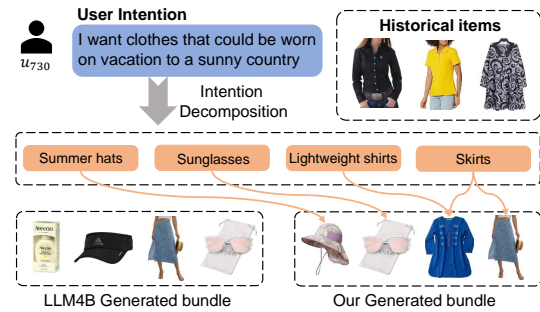 User Intention
u730
I want clothes that could be worn
on vacation to a sunny country
Historical items
Intention
Decomposition
Summer hats
Sunglasses
Lightweight shirts
Skirts
Aveeno
LLM4B Generated bundle
Our Generated bundle